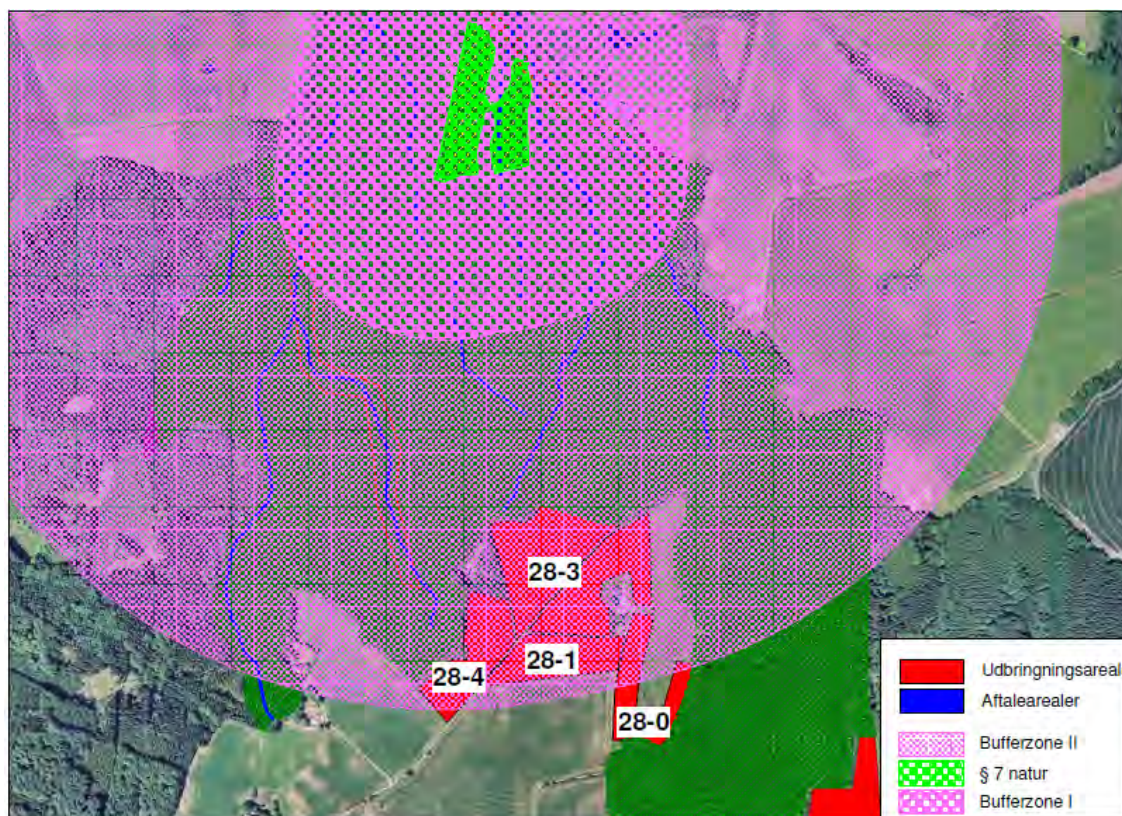 28-3
28-1
28-4
28-0
Udbringningsareal
Aftalearealer
Bufferzone II
§ 7 natur
Bufferzone I